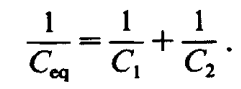 1/C_eq = 1/C_1 + 1/C_2 .